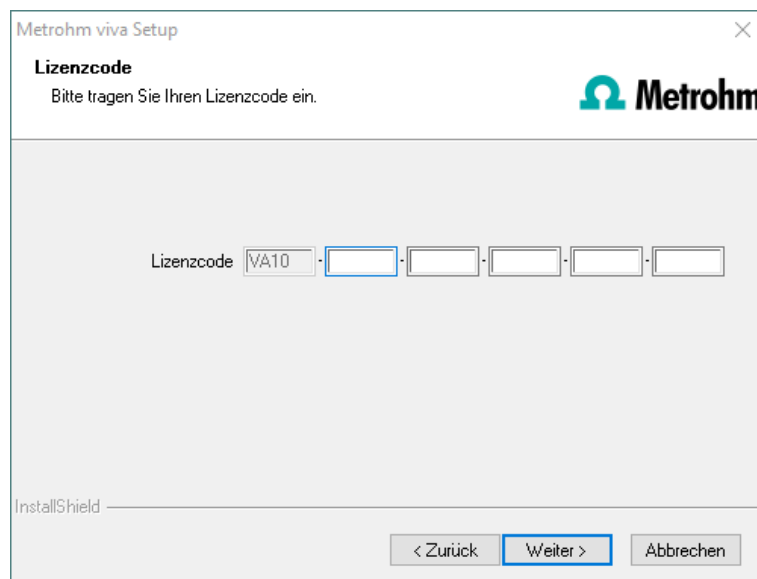 Metrohm viva Setup
Lizenzcode
Bitte tragen Sie Ihren Lizenzcode ein.
Metrohm
Lizenzcode VA10 - - - - -
InstallShield
< Zurück Weiter > Abbrechen